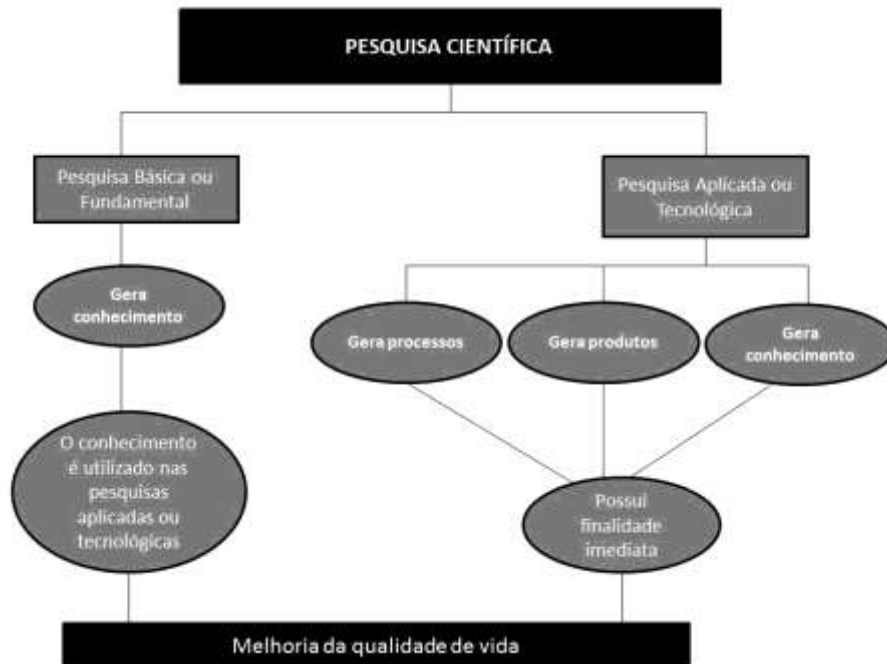 PESQUISA CIENTÍFICA
Pesquisa Básica ou
Fundamental
Pesquisa Aplicada ou
Tecnológica
Gera
conhecimento
Gera processos
Gera produtos
Gera
conhecimento
O conhecimento
é utilizado nas
pesquisas
aplicadas ou
tecnológicas
Possui
finalidade
imediata
Melhoria da qualidade de vida